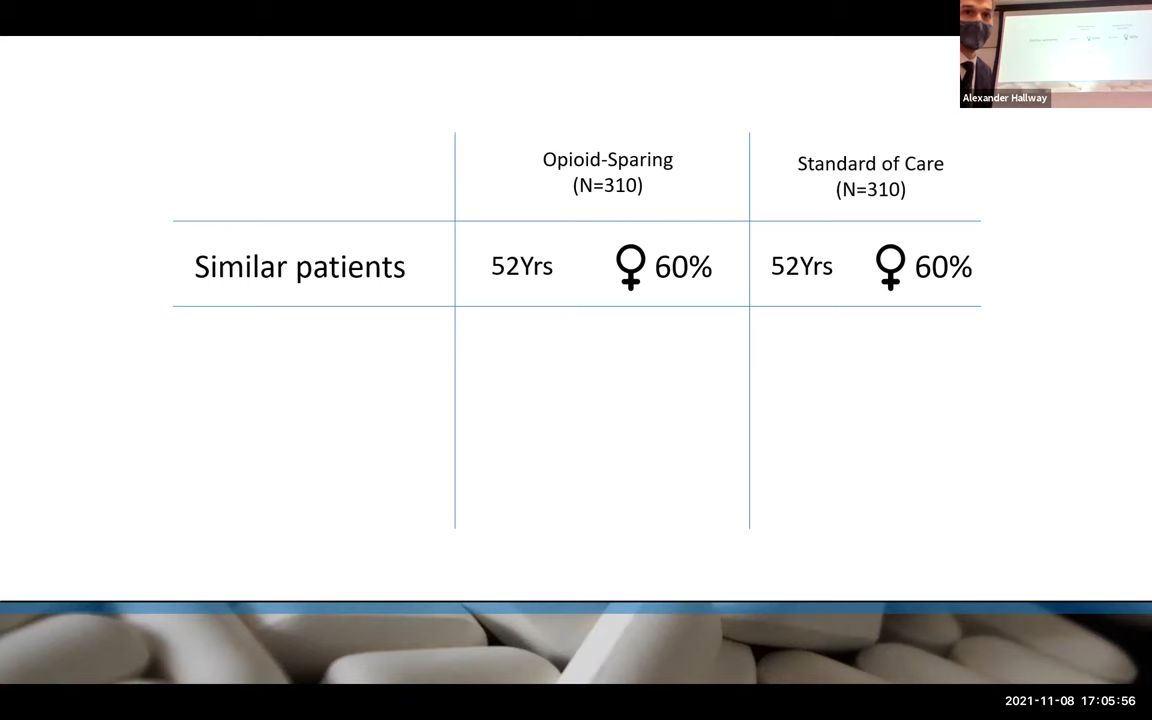 Alexander Hallway
Opioid-Sparing
(N=310)
Standard of Care
(N=310)
Similar patients
52Yrs
60%
52Yrs
60%
2021-11-08 17:05:56